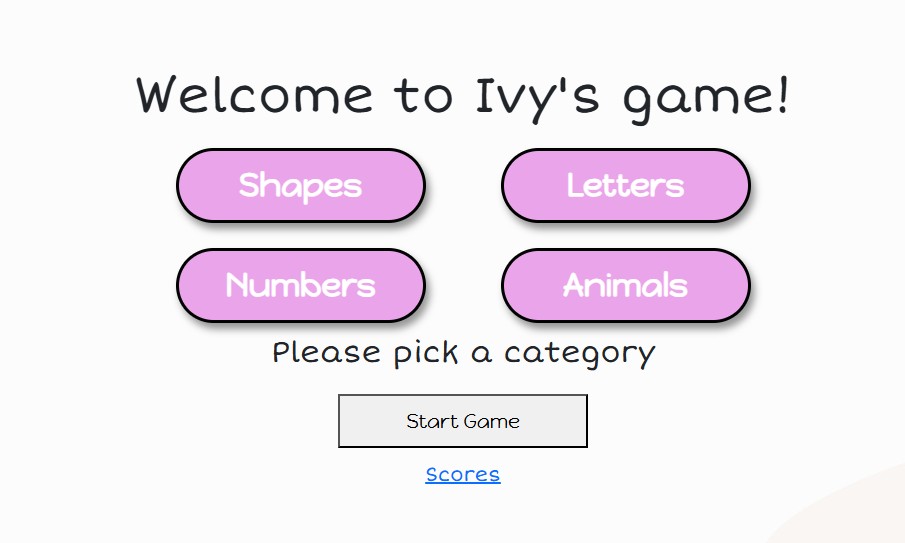 Welcome to Ivy's game!
Shapes
Letters
Numbers
Animals
Please pick a category
Start Game
Scores